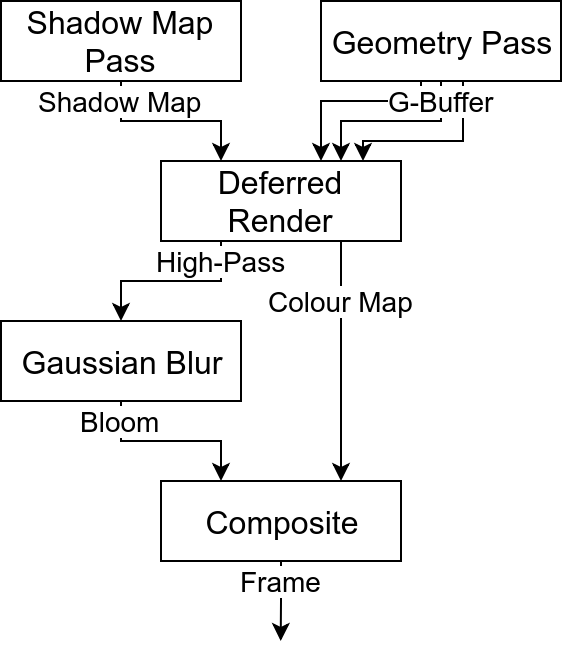 Shadow Map
Pass
Geometry Pass
Shadow Map
G-Buffer
Deferred
Render
High-Pass
Colour Map
Gaussian Blur
Bloom
Composite
Frame